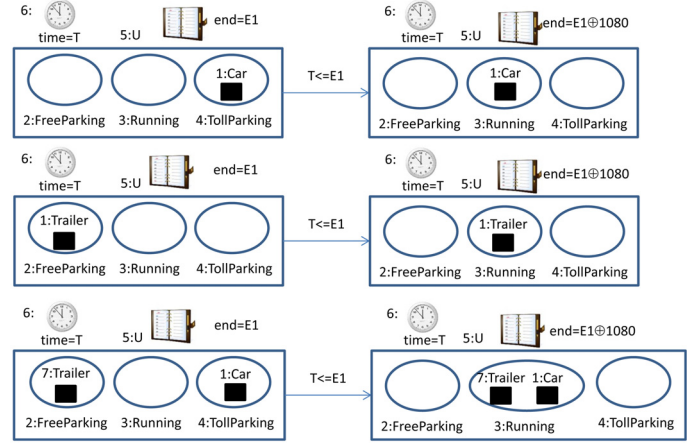 6: end=E1 6: end=E1⊕1080
time=T 5:U time=T 5:U
1:Car T<=E1 1:Car
2:FreeParking 3:Running 4:TollParking 2:FreeParking 3:Running 4:TollParking
6: end=E1 6: end=E1⊕1080
time=T 5:U time=T 5:U
1:Trailer T<=E1 1:Trailer
2:FreeParking 3:Running 4:TollParking 2:FreeParking 3:Running 4:TollParking
6: end=E1 6: end=E1⊕1080
time=T 5:U time=T 5:U
7:Trailer 1:Car T<=E1 7:Trailer 1:Car
2:FreeParking 3:Running 4:TollParking 2:FreeParking 3:Running 4:TollParking